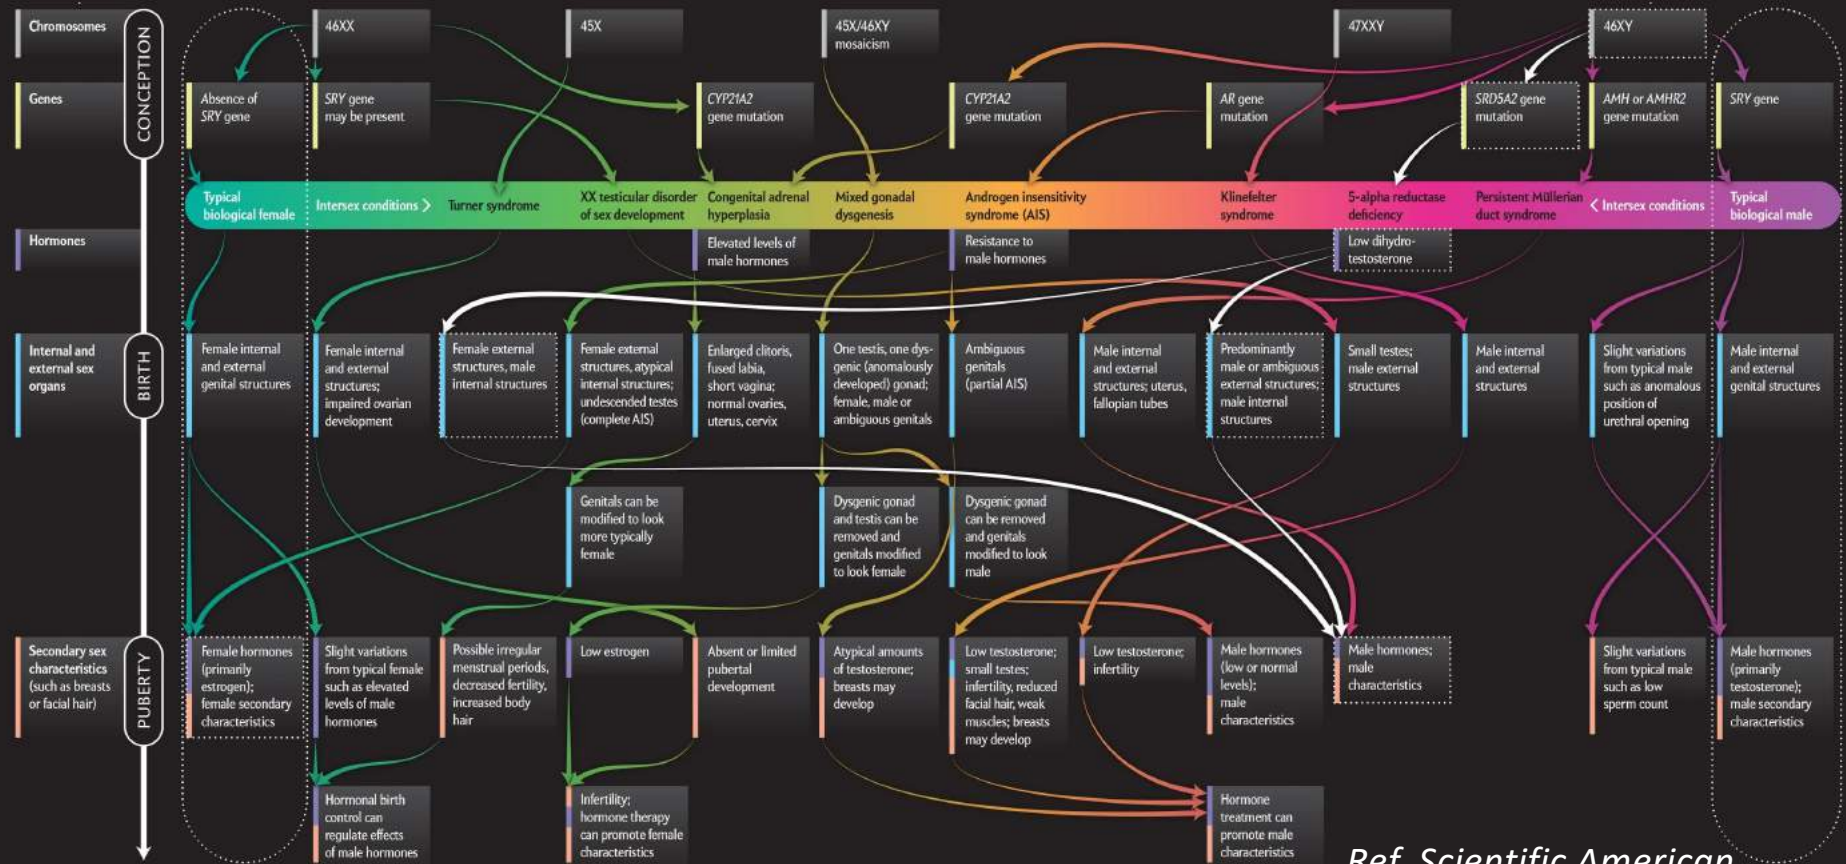 Chromosomes
46XX
45X
45X/46XY
mosaicism
47XXY
46XY
CONCEPTION
Genes
Absence of
SRY gene
SRY gene
may be present
CYP21A2
gene mutation
CYP21A2
gene mutation
AR gene
mutation
SRD5A2 gene
mutation
AMH or AMHR2
gene mutation
SRY gene
Typical
biological female
Intersex conditions >
Turner syndrome
XX testicular disorder
of sex development
Congenital adrenal
hyperplasia
Mixed gonadal
dysgenesis
Androgen insensitivity
syndrome (AIS)
Klinefelter
syndrome
5-alpha reductase
deficiency
Persistent Müllerian
duct syndrome
< Intersex conditions
Typical
biological male
Hormones
Elevated levels of
male hormones
Resistance to
male hormones
Low dihydro-
testosterone
Internal and
external sex
organs
BIRTH
Female internal
and external
genital structures
Female internal
and external
structures;
impaired ovarian
development
Female external
structures, male
internal structures
Female external
structures, atypical
internal structures;
undescended testes
(complete AIS)
Enlarged clitoris,
fused labia,
short vagina;
normal ovaries,
uterus, cervix
One testis, one dys-
genic (anomalously
developed) gonad;
female, male or
ambiguous genitals
Ambiguous
genitals
(partial AIS)
Male internal
and external
structures; uterus,
fallopian tubes
Predominantly
male or ambiguous
external structures;
male internal
structures
Small testes;
male external
structures
Male internal
and external
structures
Slight variations
from typical male
such as anomalous
position of
urethral opening
Male internal
and external
genital structures
Genitals can be
modified to look
more typically
female
Dysgenic gonad
and testis can be
removed and
genitals modified
to look female
Dysgenic gonad
can be removed
and genitals
modified to look
male
Secondary sex
characteristics
(such as breasts
or facial hair)
PUBERTY
Female hormones
(primarily
estrogen);
female secondary
characteristics
Slight variations
from typical female
such as elevated
levels of male
hormones
Possible irregular
menstrual periods,
decreased fertility,
increased body
hair
Low estrogen
Absent or limited
pubertal
development
Atypical amounts
of testosterone;
breasts may
develop
Low testosterone;
small testes;
infertility, reduced
facial hair, weak
muscles; breasts
may develop
Low testosterone;
infertility
Male hormones
(low or normal
levels);
male
characteristics
Male hormones;
male
characteristics
Slight variations
from typical male
such as low
sperm count
Male hormones
(primarily
testosterone);
male secondary
characteristics
Hormonal birth
control can
regulate effects
of male hormones
Infertility;
hormone therapy
can promote female
characteristics
Hormone
treatment can
promote male
characteristics
Ref. Scientific American